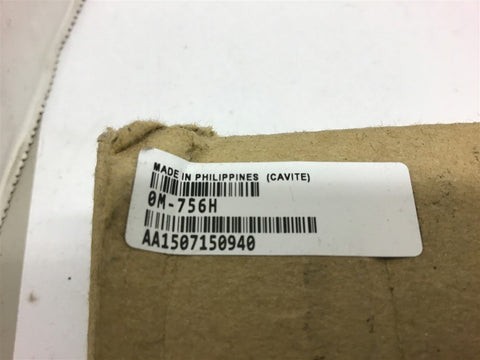 MADE IN PHILIPPINES (CAVITE)
0M-756H
AA1507150940